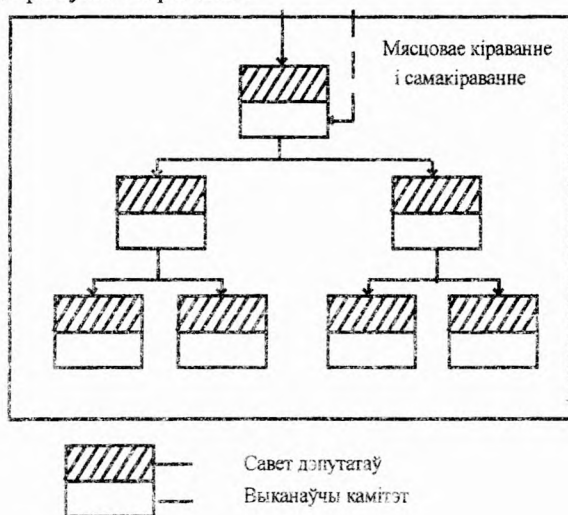 Мясцовае кіраванне
і самакіраванне
Савет дэпутатаў
Выканаўчы камітэт